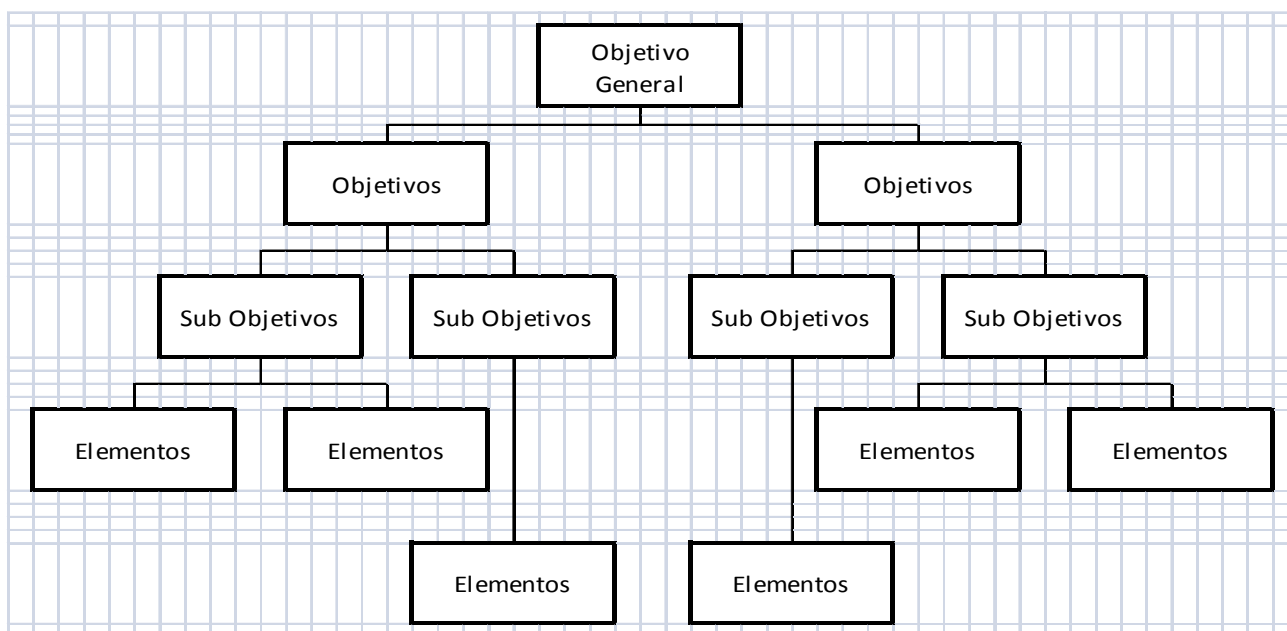 Objetivo
General
Objetivos
Objetivos
Sub Objetivos
Sub Objetivos
Sub Objetivos
Sub Objetivos
Elementos
Elementos
Elementos
Elementos
Elementos
Elementos